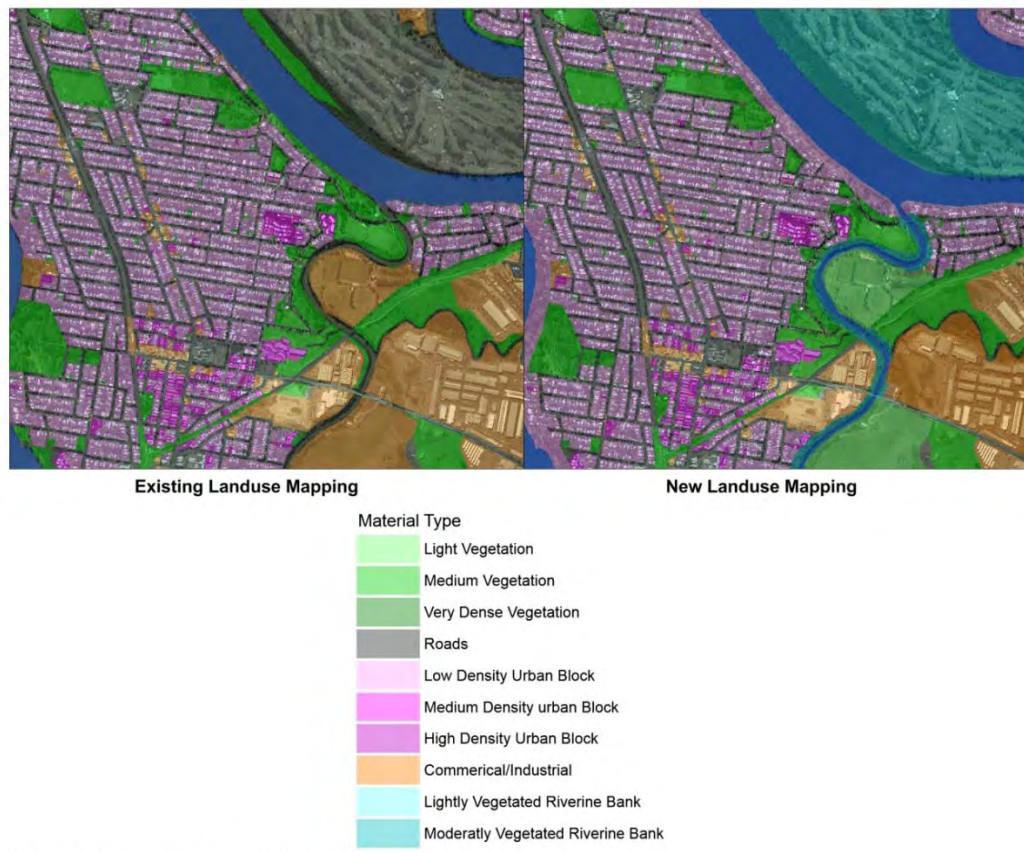 Existing Landuse Mapping
New Landuse Mapping
Material Type
Light Vegetation
Medium Vegetation
Very Dense Vegetation
Roads
Low Density Urban Block
Medium Density urban Block
High Density Urban Block
Commerical/Industrial
Lightly Vegetated Riverine Bank
Moderatly Vegetated Riverine Bank